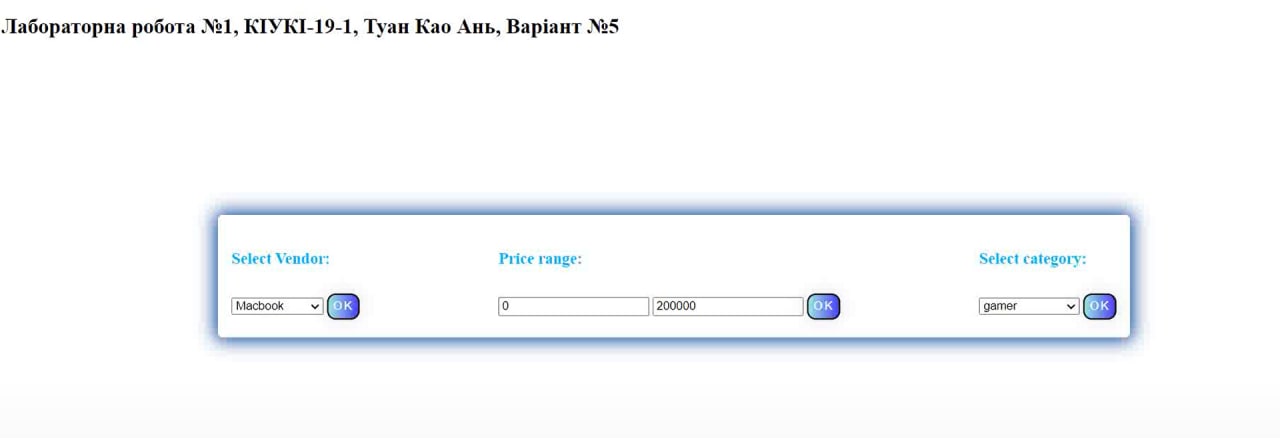 Лабораторна робота №1, КІУКІ-19-1, Туан Као Ань, Варіант №5
Select Vendor:
Price range:
Select category:
Macbook OK
0 200000 OK
gamer OK